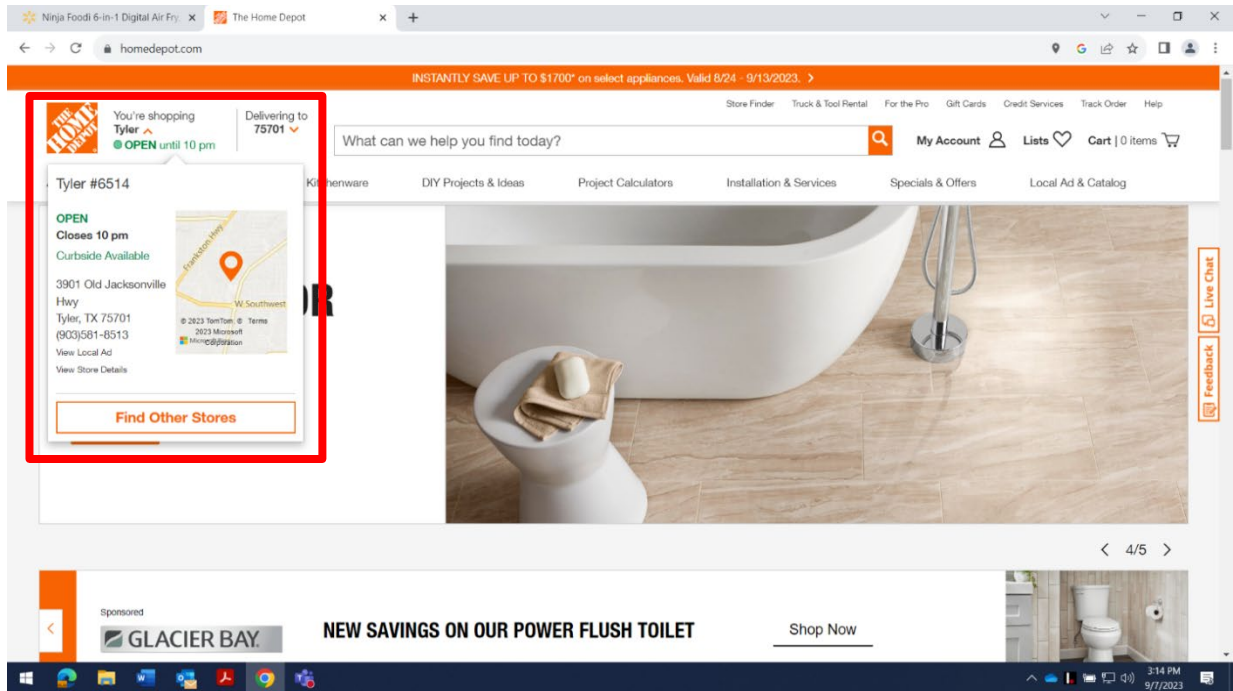 Ninja Foodi 6-in-1 Digital Air Fry
The Home Depot
homedepot.com
INSTANTLY SAVE UP TO $1700* on select appliances. Valid 8/24 - 9/13/2023. >
Store Finder Truck & Tool Rental For the Pro Gift Cards Credit Services Track Order Help
THE HOME DEPOT
You're shopping
Tyler
OPEN until 10 pm
Delivering to
75701
What can we help you find today?
My Account Lists Cart | 0 items
DIY Projects & Ideas Project Calculators Installation & Services Specials & Offers Local Ad & Catalog
Tyler #6514
OPEN
Closes 10 pm
Curbside Available
3901 Old Jacksonville
Hwy
Tyler, TX 75701
(903)581-8513
View Local Ad
View Store Details
Frankston Hwy
W. Southwest
© 2023 TomTom, © Terms
2023 Microsoft
Corporation
Find Other Stores
Live Chat
Feedback
4/5
Sponsored
GLACIER BAY.
NEW SAVINGS ON OUR POWER FLUSH TOILET
Shop Now
3:14 PM
9/7/2023